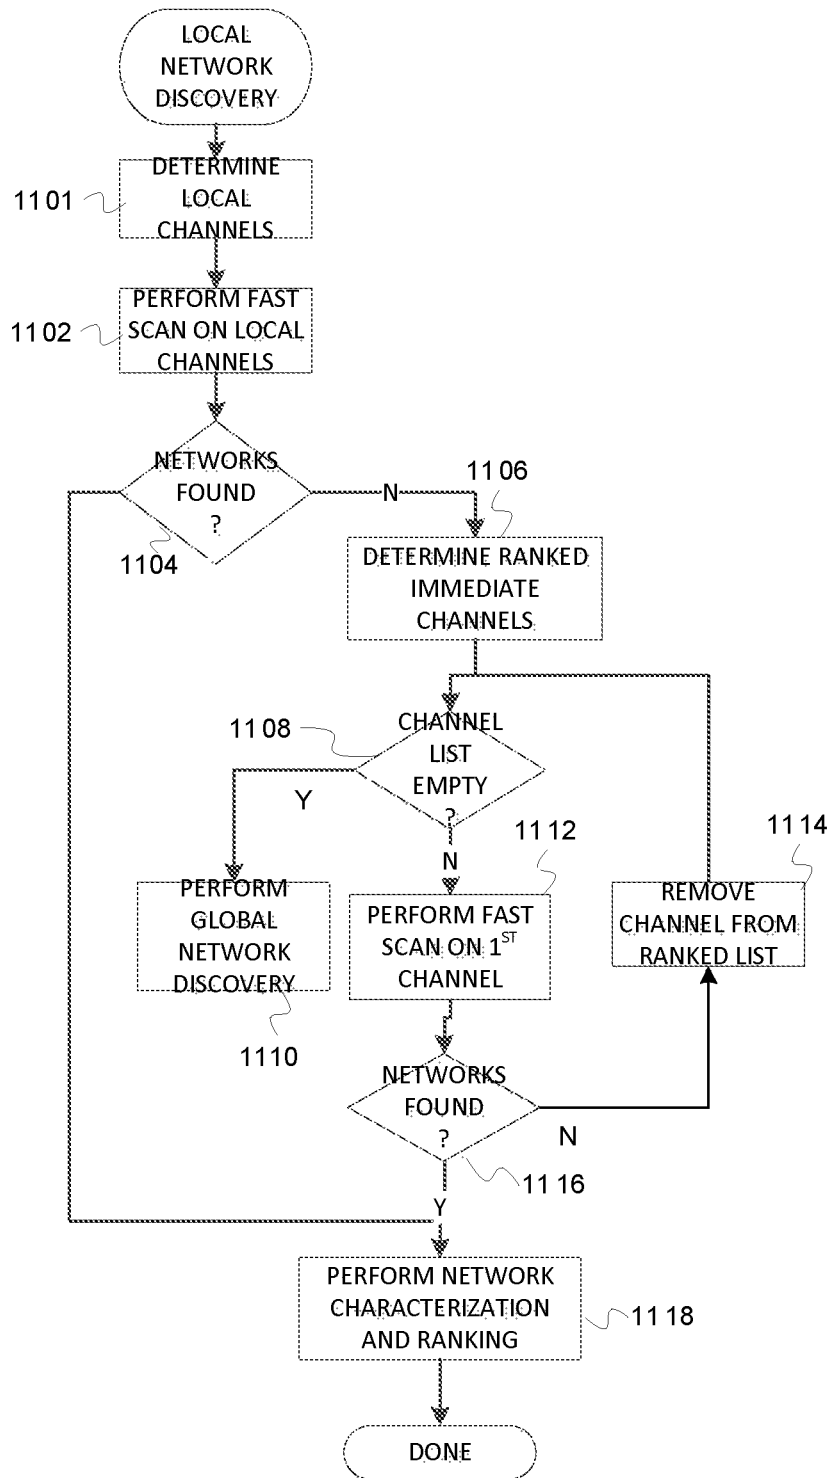 LOCAL
NETWORK
DISCOVERY
DETERMINE
LOCAL
CHANNELS
1101
PERFORM FAST
SCAN ON LOCAL
CHANNELS
1102
NETWORKS
FOUND
?
1104
N
1106
DETERMINE RANKED
IMMEDIATE
CHANNELS
1108
CHANNEL
LIST
EMPTY
?
Y
N
1112
1114
PERFORM
GLOBAL
NETWORK
DISCOVERY
1110
PERFORM FAST
SCAN ON 1ST
CHANNEL
REMOVE
CHANNEL FROM
RANKED LIST
NETWORKS
FOUND
?
N
1116
Y
PERFORM NETWORK
CHARACTERIZATION
AND RANKING
1118
DONE